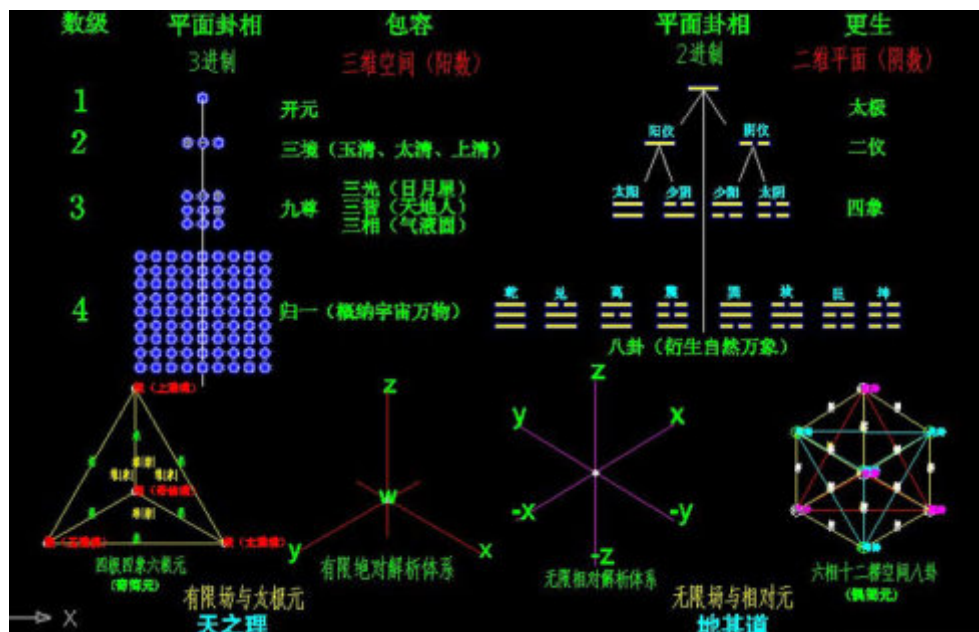 数级 平面卦相 包容 平面卦相 更生
3进制 三维空间（阳数） 2进制 二维平面（阴数）
1 开元 太极
2 三境（玉清、太清、上清） 阳仪 阴仪 二仪
三光（日月星）
3 九尊 三智（天地人） 太阳 少阴 少阳 太阴 四象
三相（气液固）
乾 兑 离 震 巽 坎 艮 坤
4 归一（概纳宇宙万物）
八卦（衍生自然万象）
z z
y x
w
-x -y
y x -z
四极四象六极元 有限绝对解析体系 无限相对解析体系 六相十二桴空间八卦
有限场与太极元 无限场与相对元
X 天之理 地其道